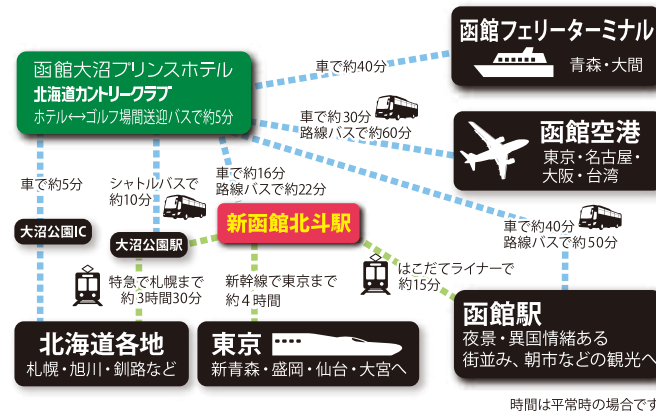 函館フェリーターミナル
青森・大間
函館大沼プリンスホテル
北海道カントリークラブ
ホテル↔ゴルフ場間送迎バスで約5分
車で約40分
車で約30分
路線バスで約60分
函館空港
東京・名古屋・
大阪・台湾
車で約5分
シャトルバスで
約10分
車で約16分
路線バスで約22分
車で約40分
路線バスで約50分
大沼公園IC
大沼公園駅
新函館北斗駅
特急で札幌まで
約3時間30分
新幹線で東京まで
約4時間
はこだてライナーで
約15分
北海道各地
札幌・旭川・釧路など
東京
新青森・盛岡・仙台・大宮へ
函館駅
夜景・異国情緒ある
街並み、朝市などの観光へ
時間は平常時の場合です